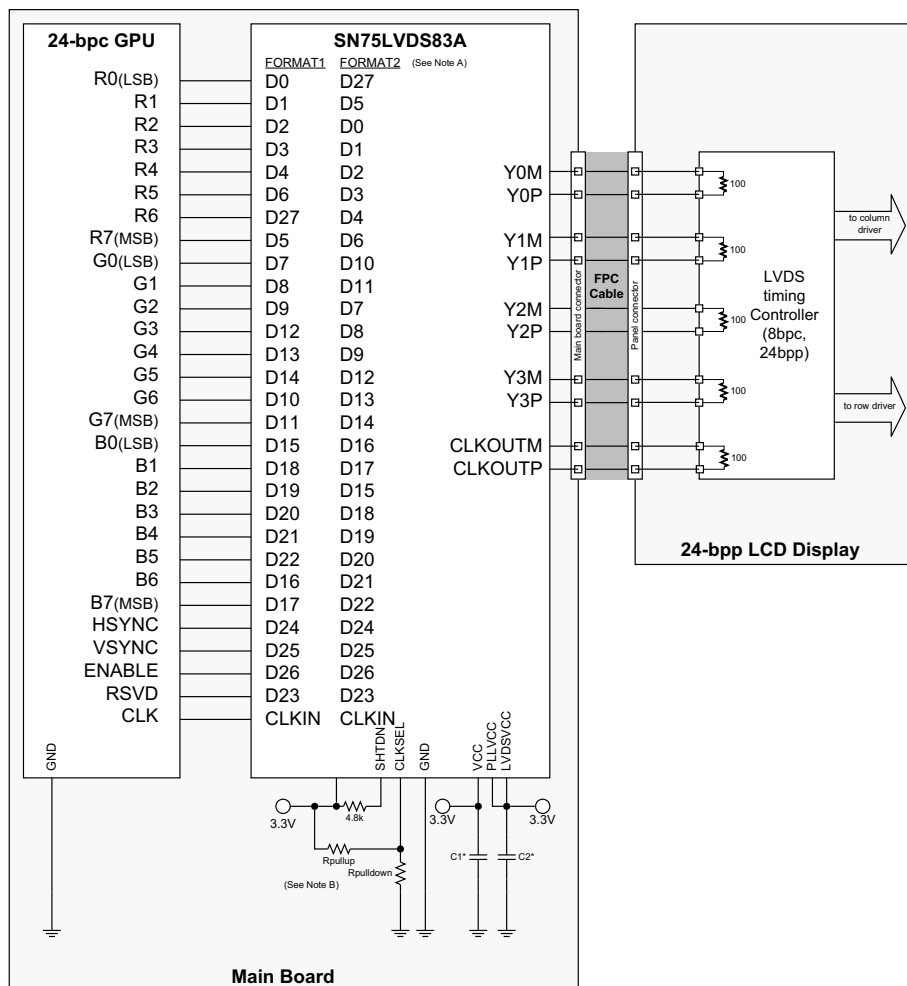 24-bpc GPU
SN75LVDS83A
FORMAT1 FORMAT2 (See Note A)
R0(LSB) D0 D27
R1 D1 D5
R2 D2 D0
R3 D3 D1
R4 D4 D2
R5 D6 D3
R6 D27 D4
R7(MSB) D5 D6
G0(LSB) D7 D10
G1 D8 D11
G2 D9 D7
G3 D12 D8
G4 D13 D9
G5 D14 D12
G6 D10 D13
G7(MSB) D11 D14
B0(LSB) D15 D16
B1 D18 D17
B2 D19 D15
B3 D20 D18
B4 D21 D19
B5 D22 D20
B6 D16 D21
B7(MSB) D17 D22
HSYNC D24 D24
VSYNC D25 D25
ENABLE D26 D26
RSVD D23 D23
CLK CLKIN CLKIN
Y0M
Y0P
Y1M
Y1P
Y2M
Y2P
Y3M
Y3P
CLKOUTM
CLKOUTP
Main board connector
FPC
Cable
Panel connector
100
100
100
100
100
LVDS
timing
Controller
(8bpc,
24bpp)
to column
driver
to row driver
24-bpp LCD Display
GND
SHTDN
CLKSEL
GND
VCC
PLLVCC
LVDSVCC
3.3V
4.8k
3.3V
3.3V
Rpullup
Rpulldown
(See Note B)
C1*
C2*
Main Board